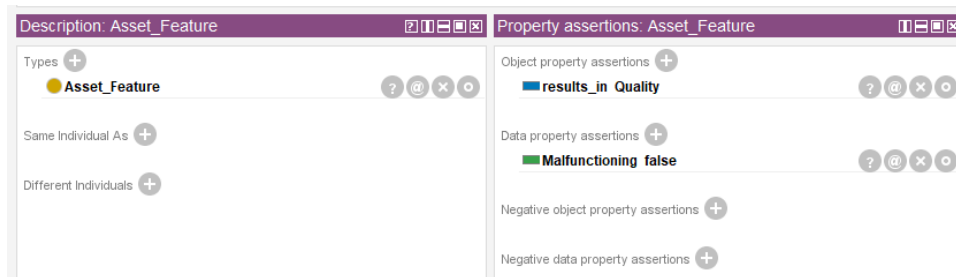 Description: Asset_Feature
Types
Asset_Feature
Same Individual As
Different Individuals
Property assertions: Asset_Feature
Object property assertions
results_in Quality
Data property assertions
Malfunctioning false
Negative object property assertions
Negative data property assertions